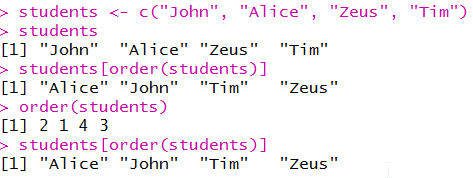 > students <- c("John", "Alice", "Zeus", "Tim")
> students
[1] "John"  "Alice" "Zeus"  "Tim"
> students[order(students)]
[1] "Alice" "John"  "Tim"   "Zeus"
> order(students)
[1] 2 1 4 3
> students[order(students)]
[1] "Alice" "John"  "Tim"   "Zeus"